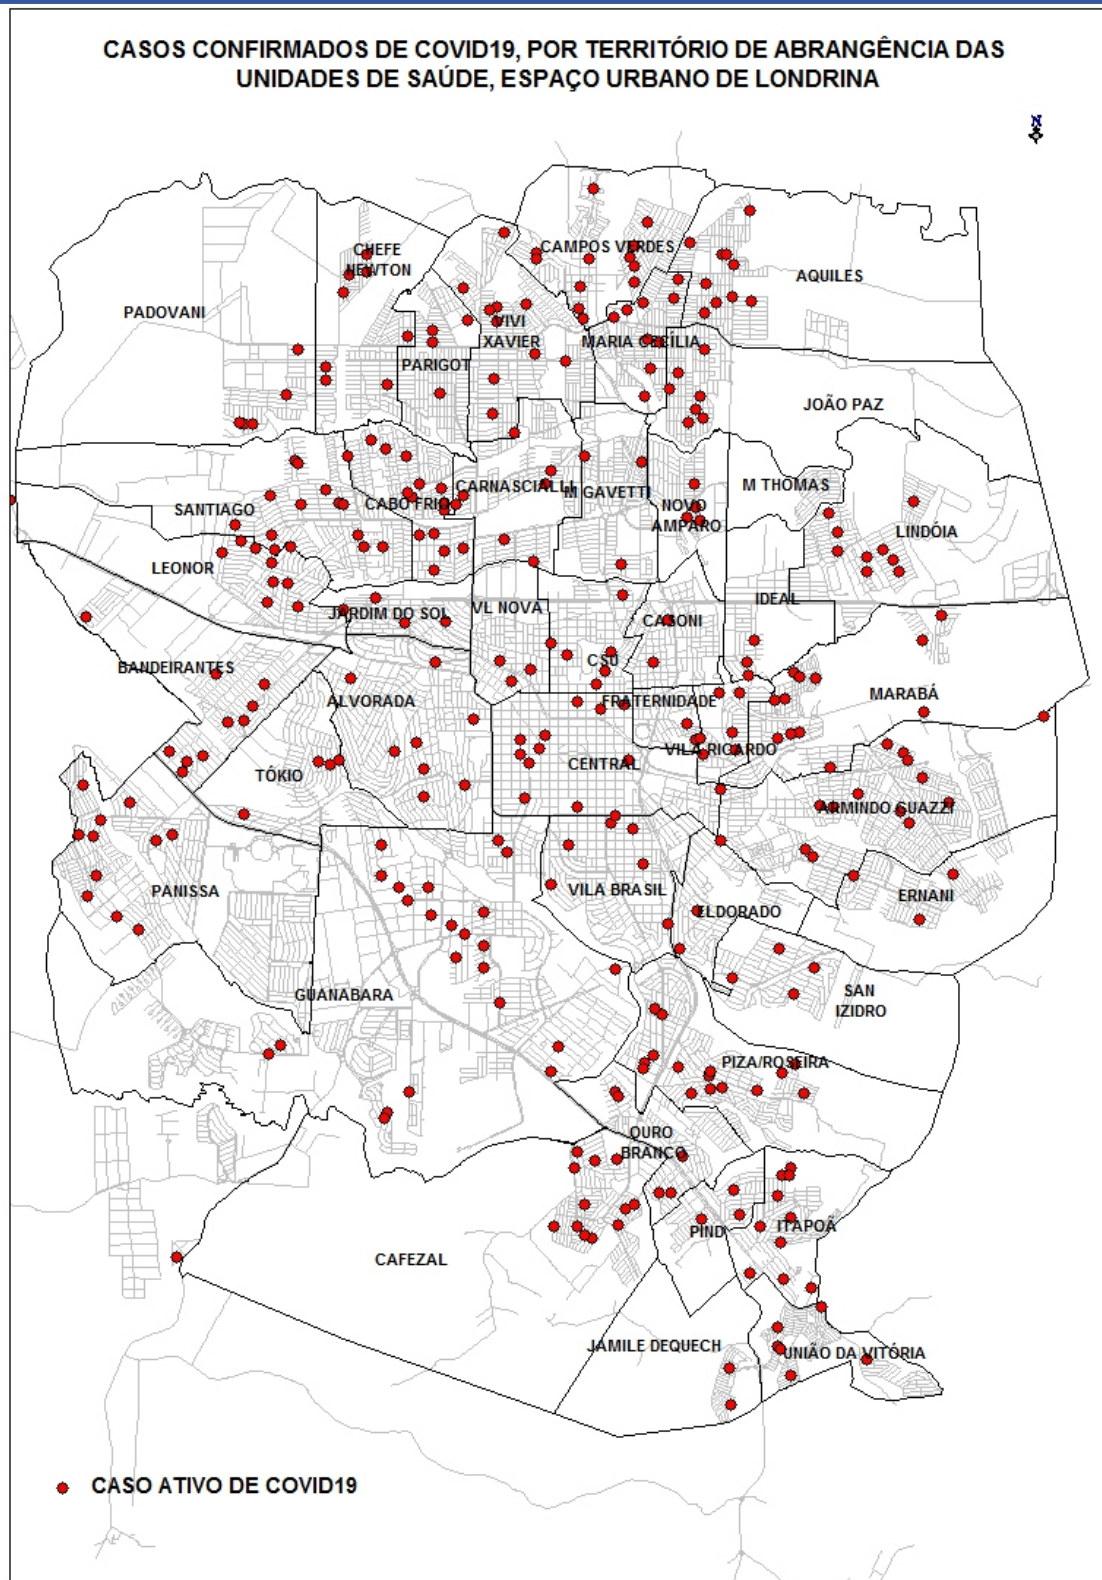 CASOS CONFIRMADOS DE COVID19, POR TERRITÓRIO DE ABRANGÊNCIA DAS
UNIDADES DE SAÚDE, ESPAÇO URBANO DE LONDRINA
N
CHEFE
NEWTON
CAMPOS VERDES
AQUILES
PADOVANI
VIVI
XAVIER
MARIA CECÍLIA
PARIGOT
JOÃO PAZ
CARNASCIALLI
M GAVETTI
M THOMAS
SANTIAGO
CABO FRIO
NOVO
AMPARO
LINDÓIA
LEONOR
IDEAL
JARDIM DO SOL
VL NOVA
CASONI
BANDEIRANTES
CSU
ALVORADA
FRATERNIDADE
MARABÁ
VILA RICARDO
TÓKIO
CENTRAL
ARMINDO GUAZZI
PANISSA
VILA BRASIL
ERNANI
ELDORADO
GUANABARA
SAN
IZIDRO
PIZA/ROSEIRA
OURO
BRANCO
PIND
ITAPOÃ
CAFEZAL
JAMILE DEQUECH
UNIÃO DA VITÓRIA
CASO ATIVO DE COVID19